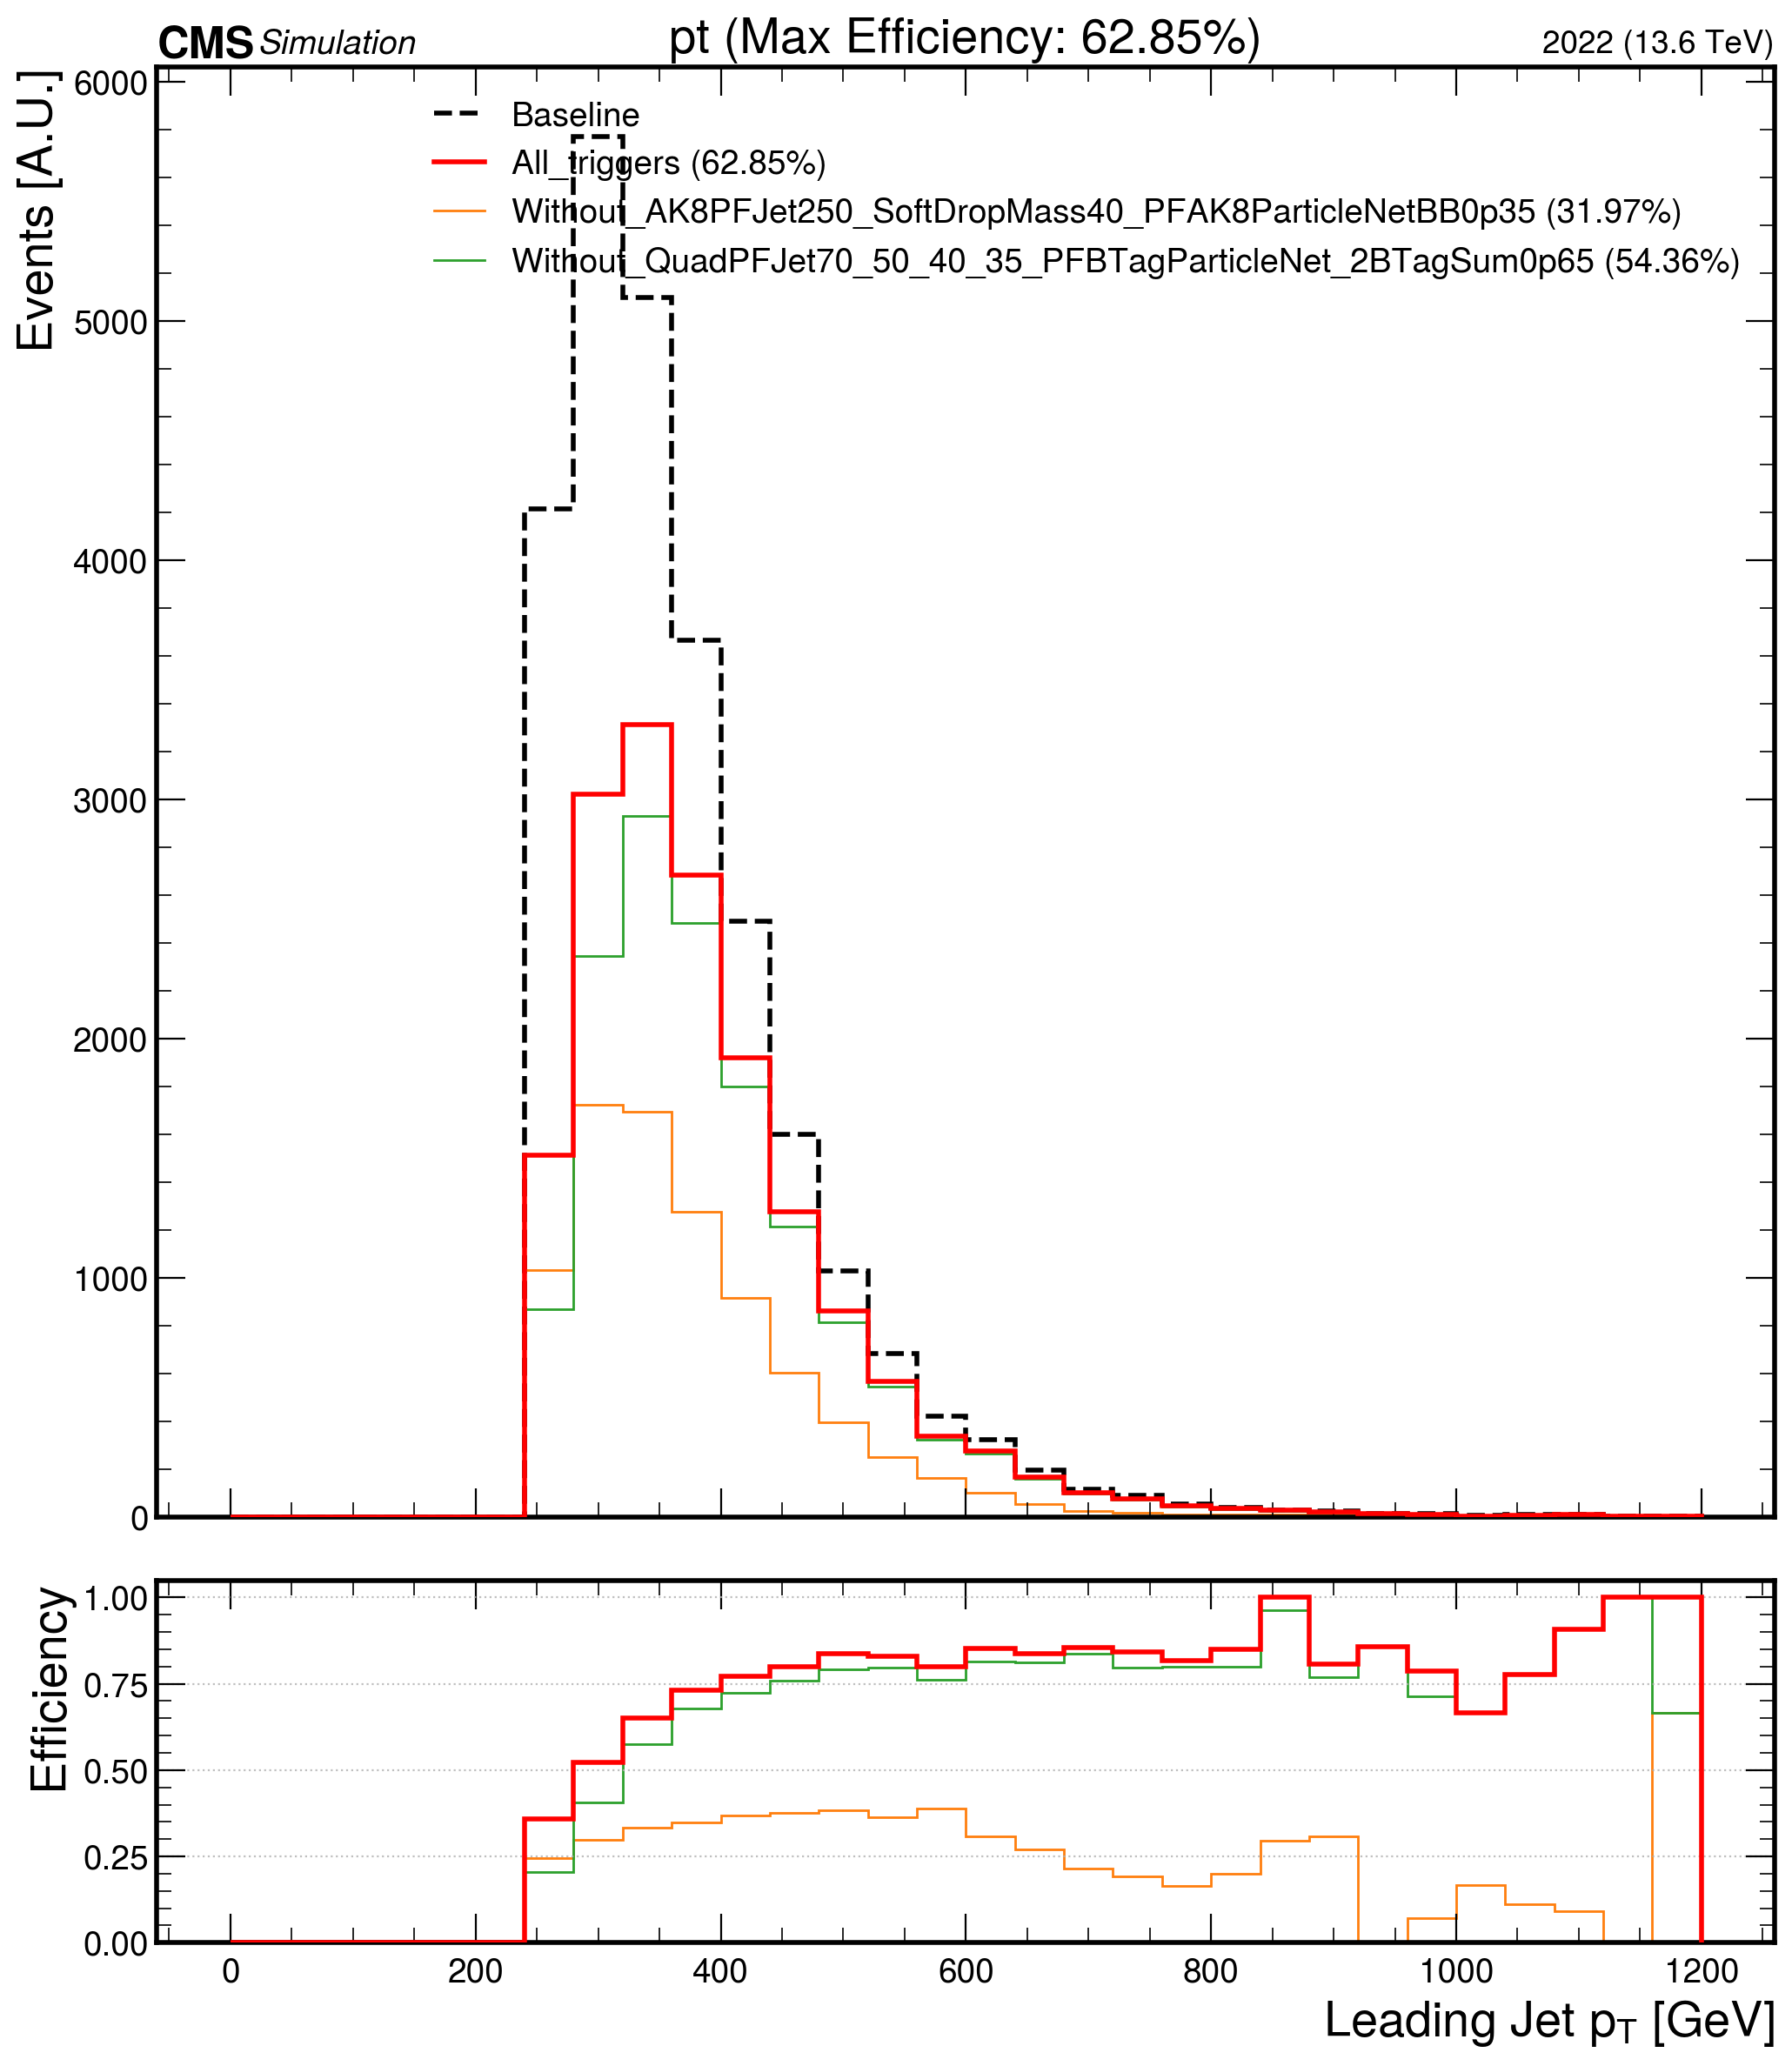 CMS Simulation pt (Max Efficiency: 62.85%) 2022 (13.6 TeV)
Events [A.U.]
6000
5000
4000
3000
2000
1000
0
Baseline
All_triggers (62.85%)
Without_AK8PFJet250_SoftDropMass40_PFAK8ParticleNetBB0p35 (31.97%)
Without_QuadPFJet70_50_40_35_PFBTagParticleNet_2BTagSum0p65 (54.36%)
Efficiency
1.00
0.75
0.50
0.25
0.00
0 200 400 600 800 1000 1200
Leading Jet pT [GeV]